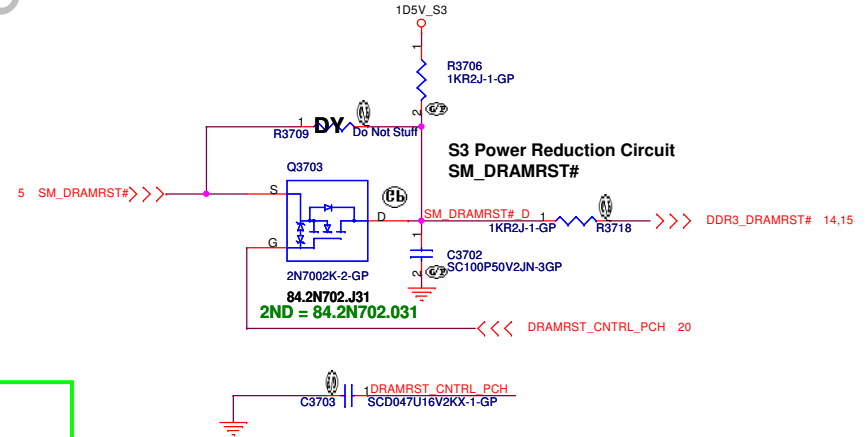 1D5V_S3
1
R3706
1KR2J-1-GP
2
1
DY
R3709
Do Not Stuff
S3 Power Reduction Circuit
SM_DRAMRST#
Q3703
5 SM_DRAMRST#
S
D
SM_DRAMRST#_D
1
1KR2J-1-GP
R3718
DDR3_DRAMRST# 14,15
G
1
C3702
SC100P50V2JN-3GP
2
2N7002K-2-GP
84.2N702.J31
2ND = 84.2N702.031
DRAMRST_CNTRL_PCH 20
1
DRAMRST_CNTRL_PCH
C3703
SCD047U16V2KX-1-GP